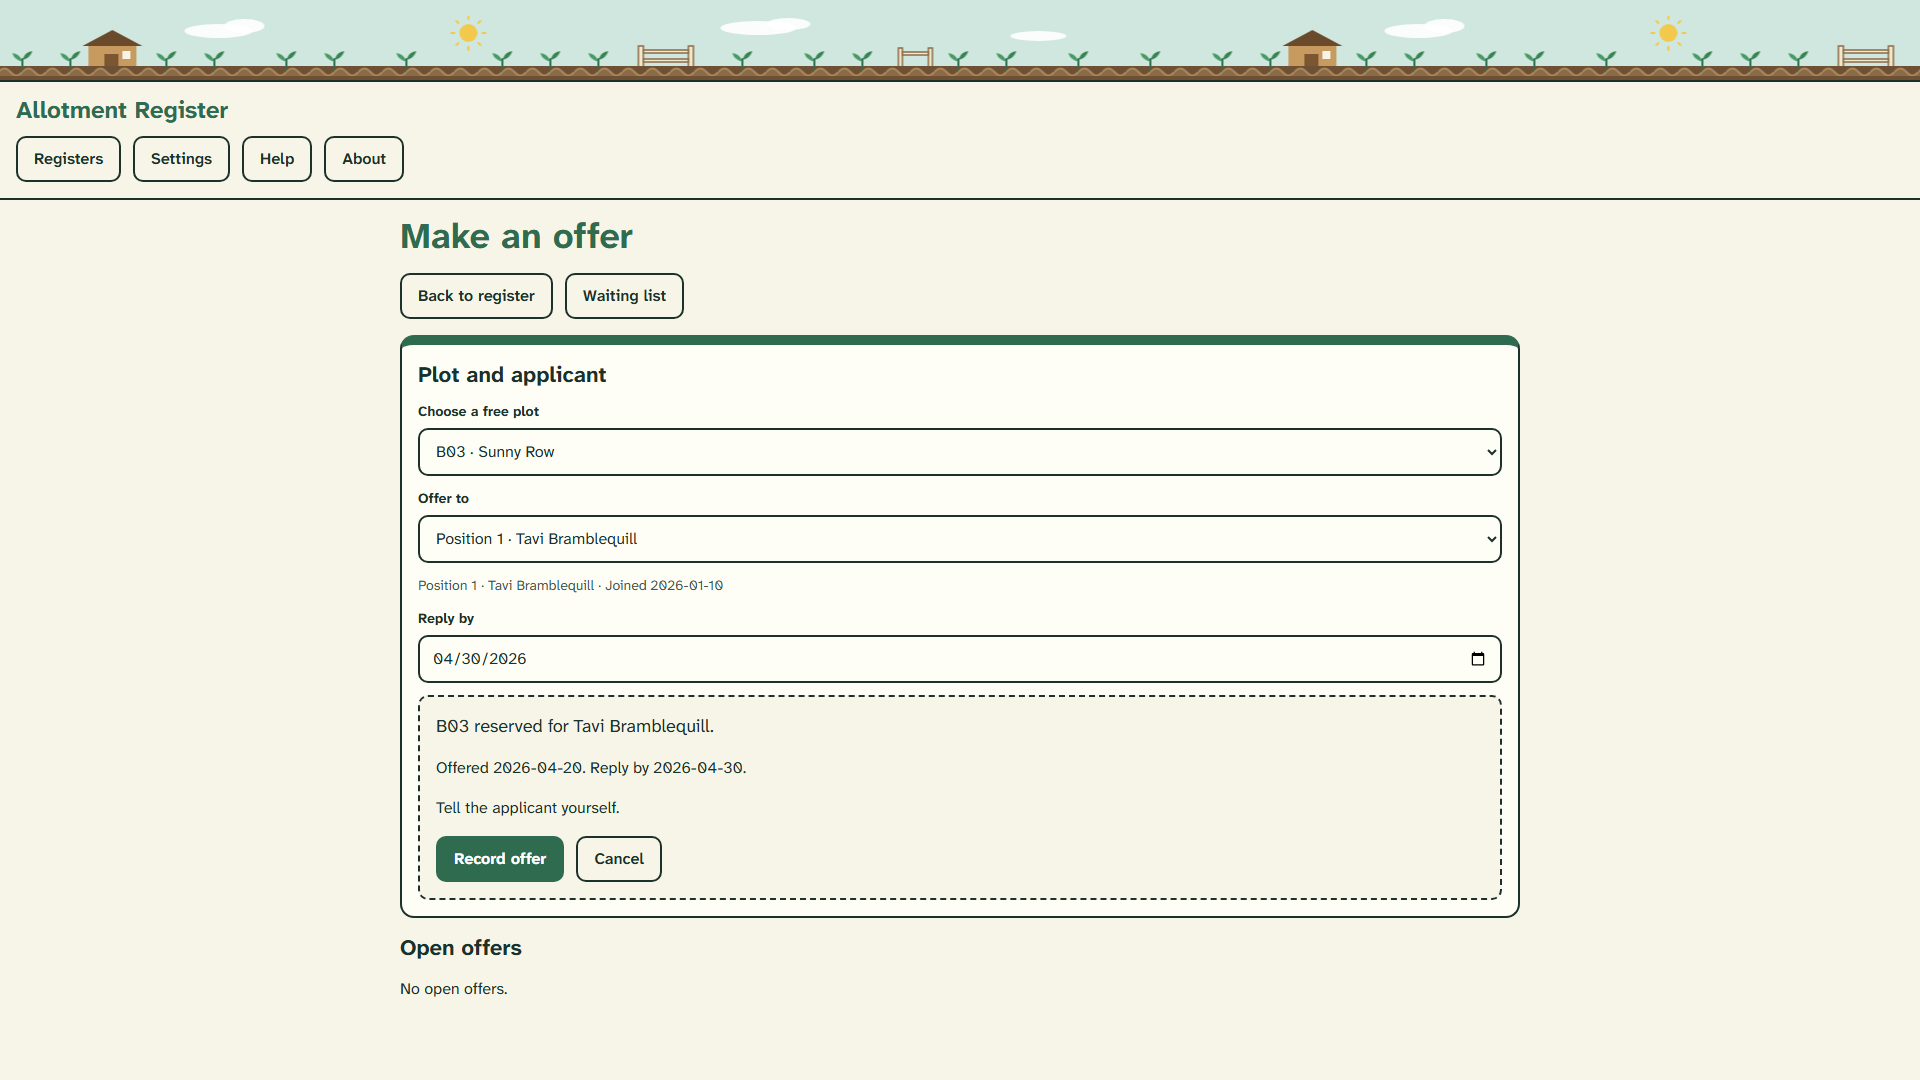 Allotment Register
Registers
Settings
Help
About
Make an offer
Back to register
Waiting list
Plot and applicant
Choose a free plot
B03 · Sunny Row
Offer to
Position 1 · Tavi Bramblequill
Position 1 · Tavi Bramblequill · Joined 2026-01-10
Reply by
04/30/2026
B03 reserved for Tavi Bramblequill.
Offered 2026-04-20. Reply by 2026-04-30.
Tell the applicant yourself.
Record offer
Cancel
Open offers
No open offers.